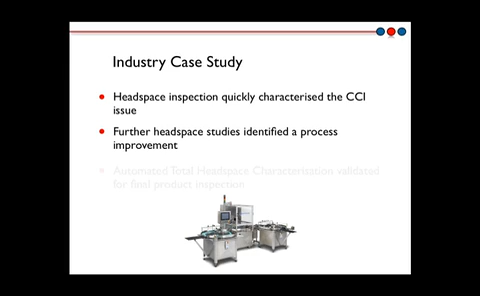 Industry Case Study
Headspace inspection quickly characterised the CCI
issue
Further headspace studies identified a process
improvement
Automated Total Headspace Characterization validated
for final product inspection